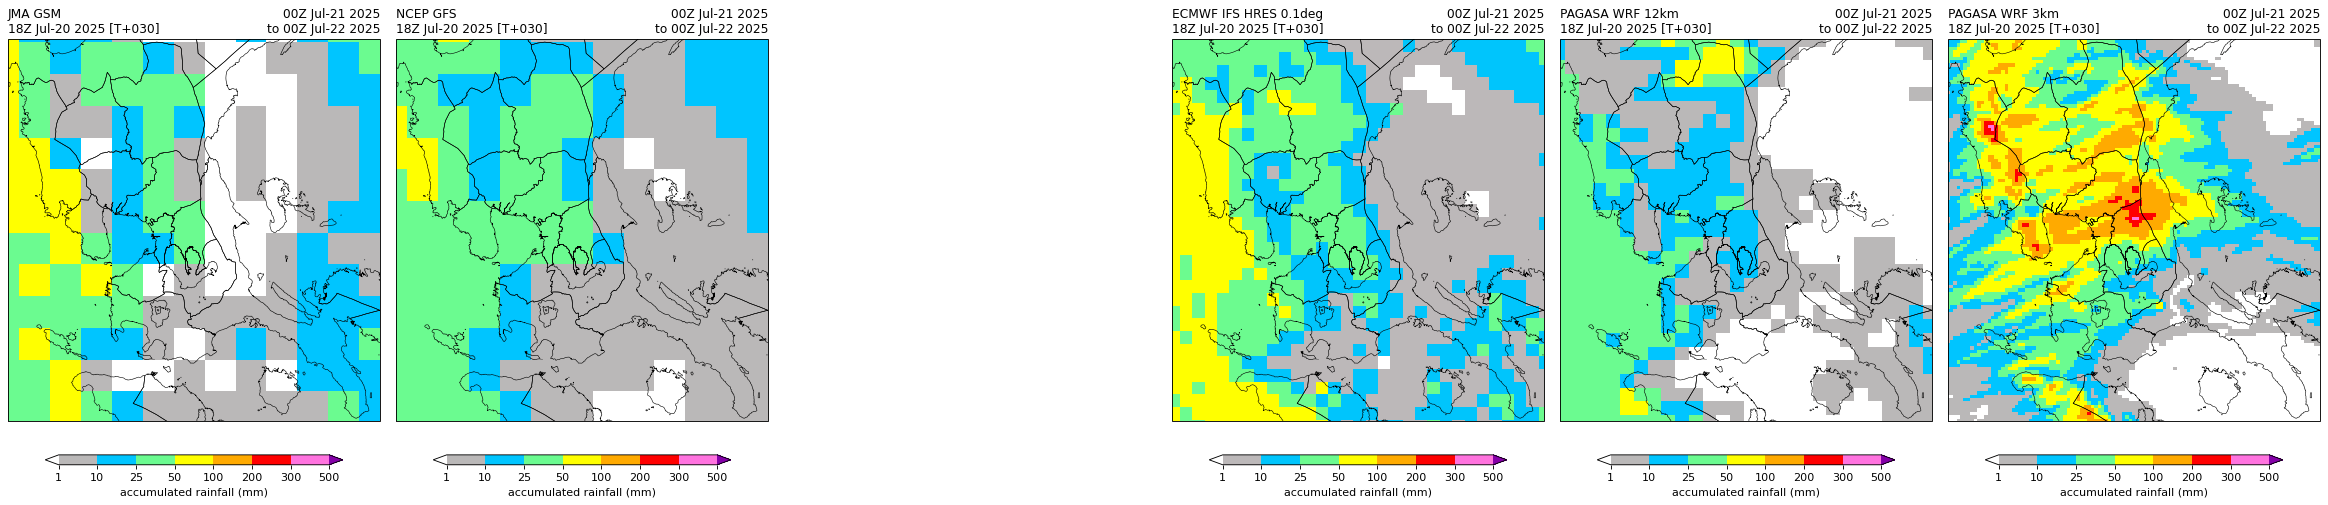 JMA GSM 00Z Jul-21 2025
18Z Jul-20 2025 [T+030] to 00Z Jul-22 2025
1 10 25 50 100 200 300 500
accumulated rainfall (mm)
NCEP GFS 00Z Jul-21 2025
18Z Jul-20 2025 [T+030] to 00Z Jul-22 2025
1 10 25 50 100 200 300 500
accumulated rainfall (mm)
ECMWF IFS HRES 0.1deg 00Z Jul-21 2025
18Z Jul-20 2025 [T+030] to 00Z Jul-22 2025
1 10 25 50 100 200 300 500
accumulated rainfall (mm)
PAGASA WRF 12km 00Z Jul-21 2025
18Z Jul-20 2025 [T+030] to 00Z Jul-22 2025
1 10 25 50 100 200 300 500
accumulated rainfall (mm)
PAGASA WRF 3km 00Z Jul-21 2025
18Z Jul-20 2025 [T+030] to 00Z Jul-22 2025
1 10 25 50 100 200 300 500
accumulated rainfall (mm)